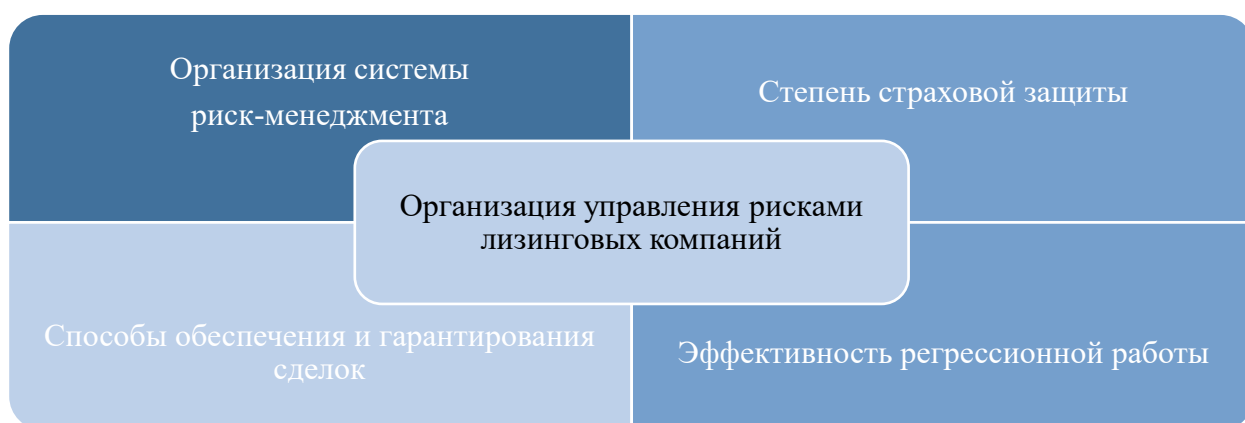 Организация системы
риск-менеджмента
Степень страховой защиты
Организация управления рисками
лизинговых компаний
Способы обеспечения и гарантирования
сделок
Эффективность регрессионной работы